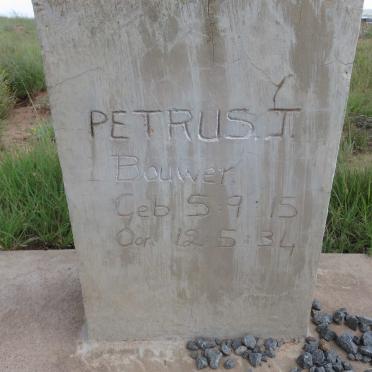 PETRUS. J.
Bouwer
Geb 5 9 15
Oor 12 5 34